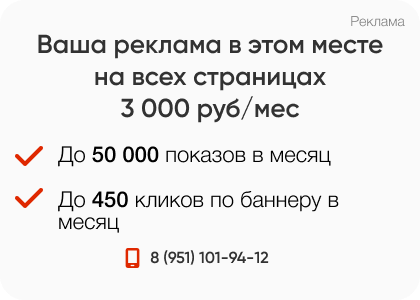 Реклама
Ваша реклама в этом месте
на всех страницах
3 000 руб/мес
До 50 000 показов в месяц
До 450 кликов по баннеру в
месяц
8 (951) 101-94-12